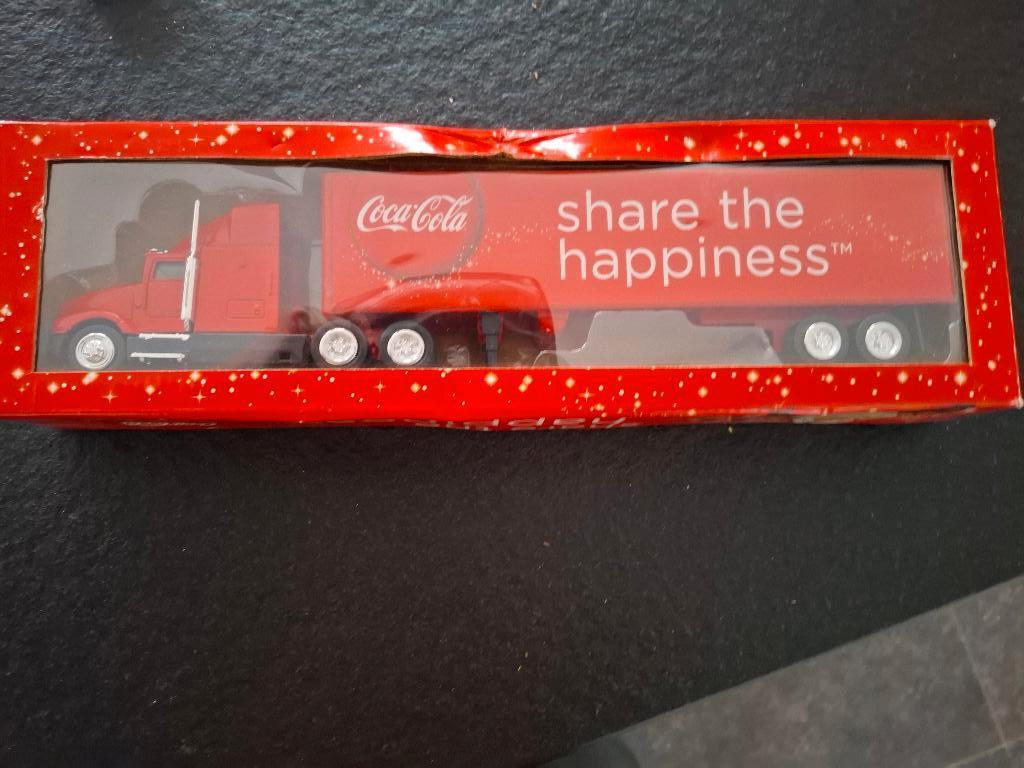 Coca-Cola
share the
happiness™